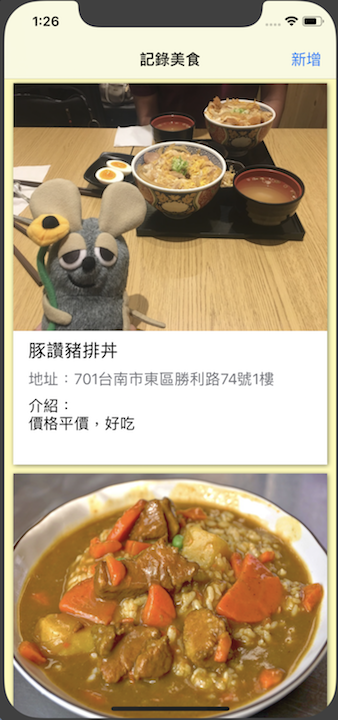 1:26
記錄美食
新增
豚讚豬排丼
地址：701台南市東區勝利路74號1樓
介紹：
價格平價，好吃